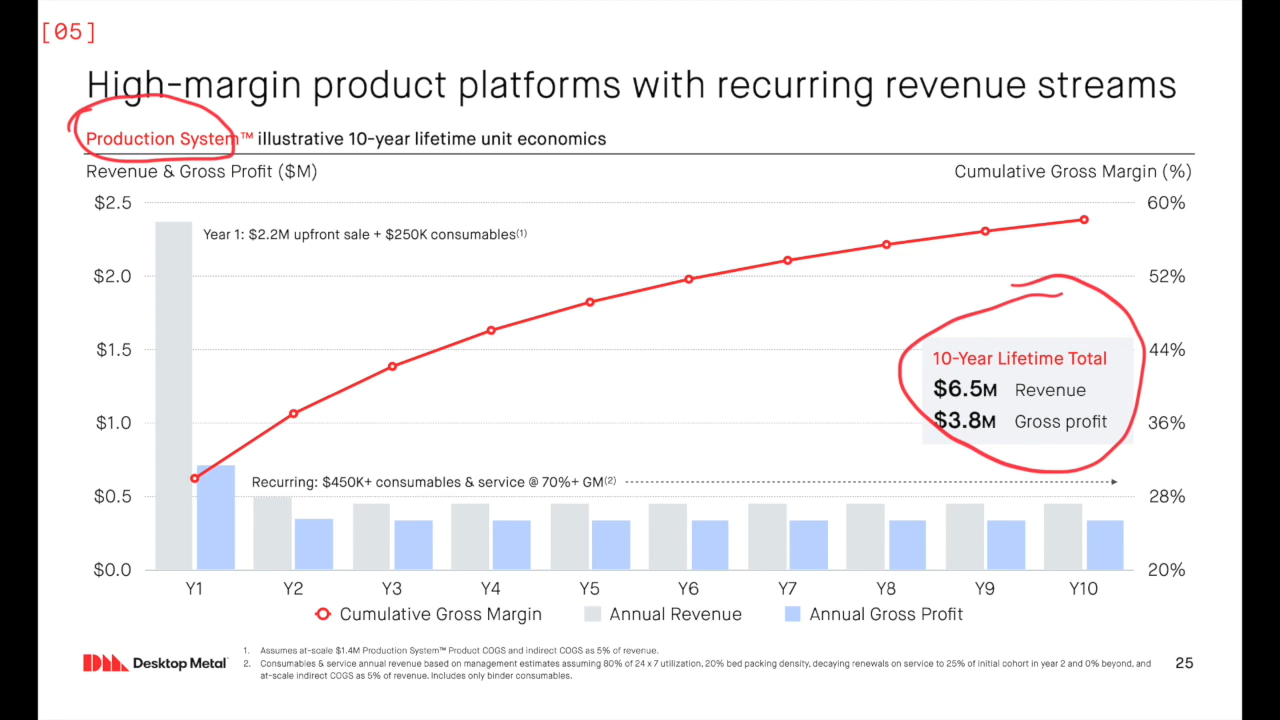 [05]
High-margin product platforms with recurring revenue streams
Production System™ illustrative 10-year lifetime unit economics
Revenue & Gross Profit ($M)
Cumulative Gross Margin (%)
$2.5
60%
Year 1: $2.2M upfront sale + $250K consumables(1)
$2.0
52%
$1.5
44%
10-Year Lifetime Total
$6.5M Revenue
$1.0
$3.8M Gross profit
36%
Recurring: $450K+ consumables & service @ 70%+ GM(2)
$0.5
28%
$0.0
20%
Y1 Y2 Y3 Y4 Y5 Y6 Y7 Y8 Y9 Y10
Cumulative Gross Margin Annual Revenue Annual Gross Profit
1. Assumes at-scale $1.4M Production System™ Product COGS and indirect COGS as 5% of revenue.
2. Consumables & service annual revenue based on management estimates assuming 80% of 24 x 7 utilization, 20% bed packing density, decaying renewals on service to 25% of initial cohort in year 2 and 0% beyond, and
at-scale indirect COGS as 5% of revenue. Includes only binder consumables.
Desktop Metal
25